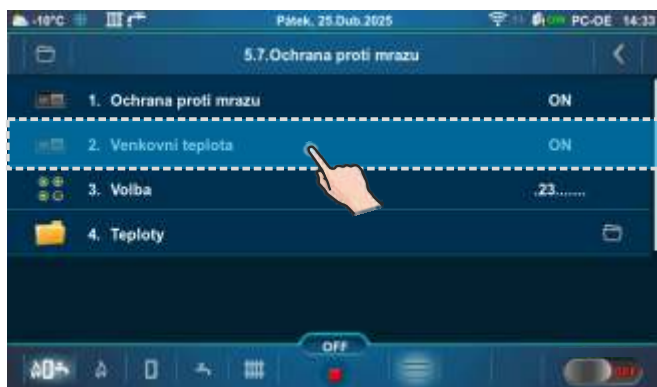 -10°C Pátek, 25.Dub.2025 PC-OE 14:33
5.7.Ochrana proti mrazu
1. Ochrana proti mrazu ON
2. Venkovní teplota ON
3. Volba .23.......
4. Teploty
OFF
OFF